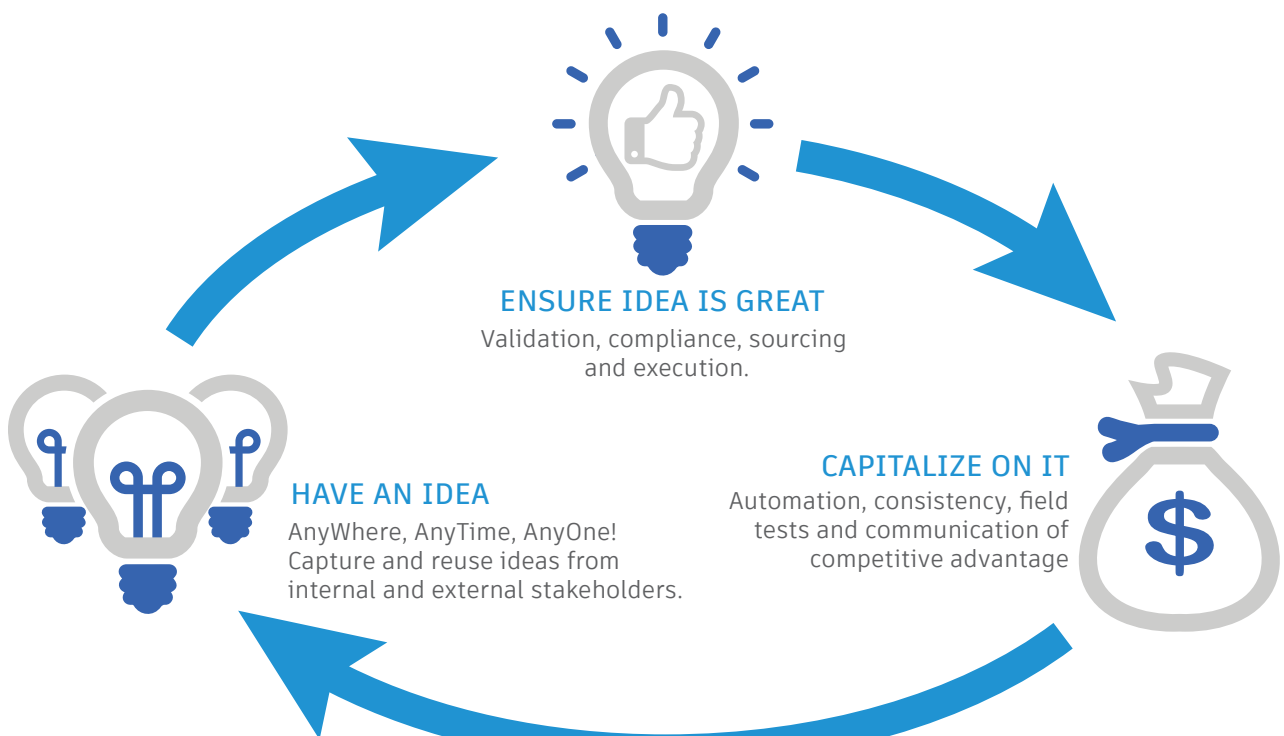 ENSURE IDEA IS GREAT
Validation, compliance, sourcing
and execution.
HAVE AN IDEA
AnyWhere, AnyTime, AnyOne!
Capture and reuse ideas from
internal and external stakeholders.
CAPITALIZE ON IT
Automation, consistency, field
tests and communication of
competitive advantage
$